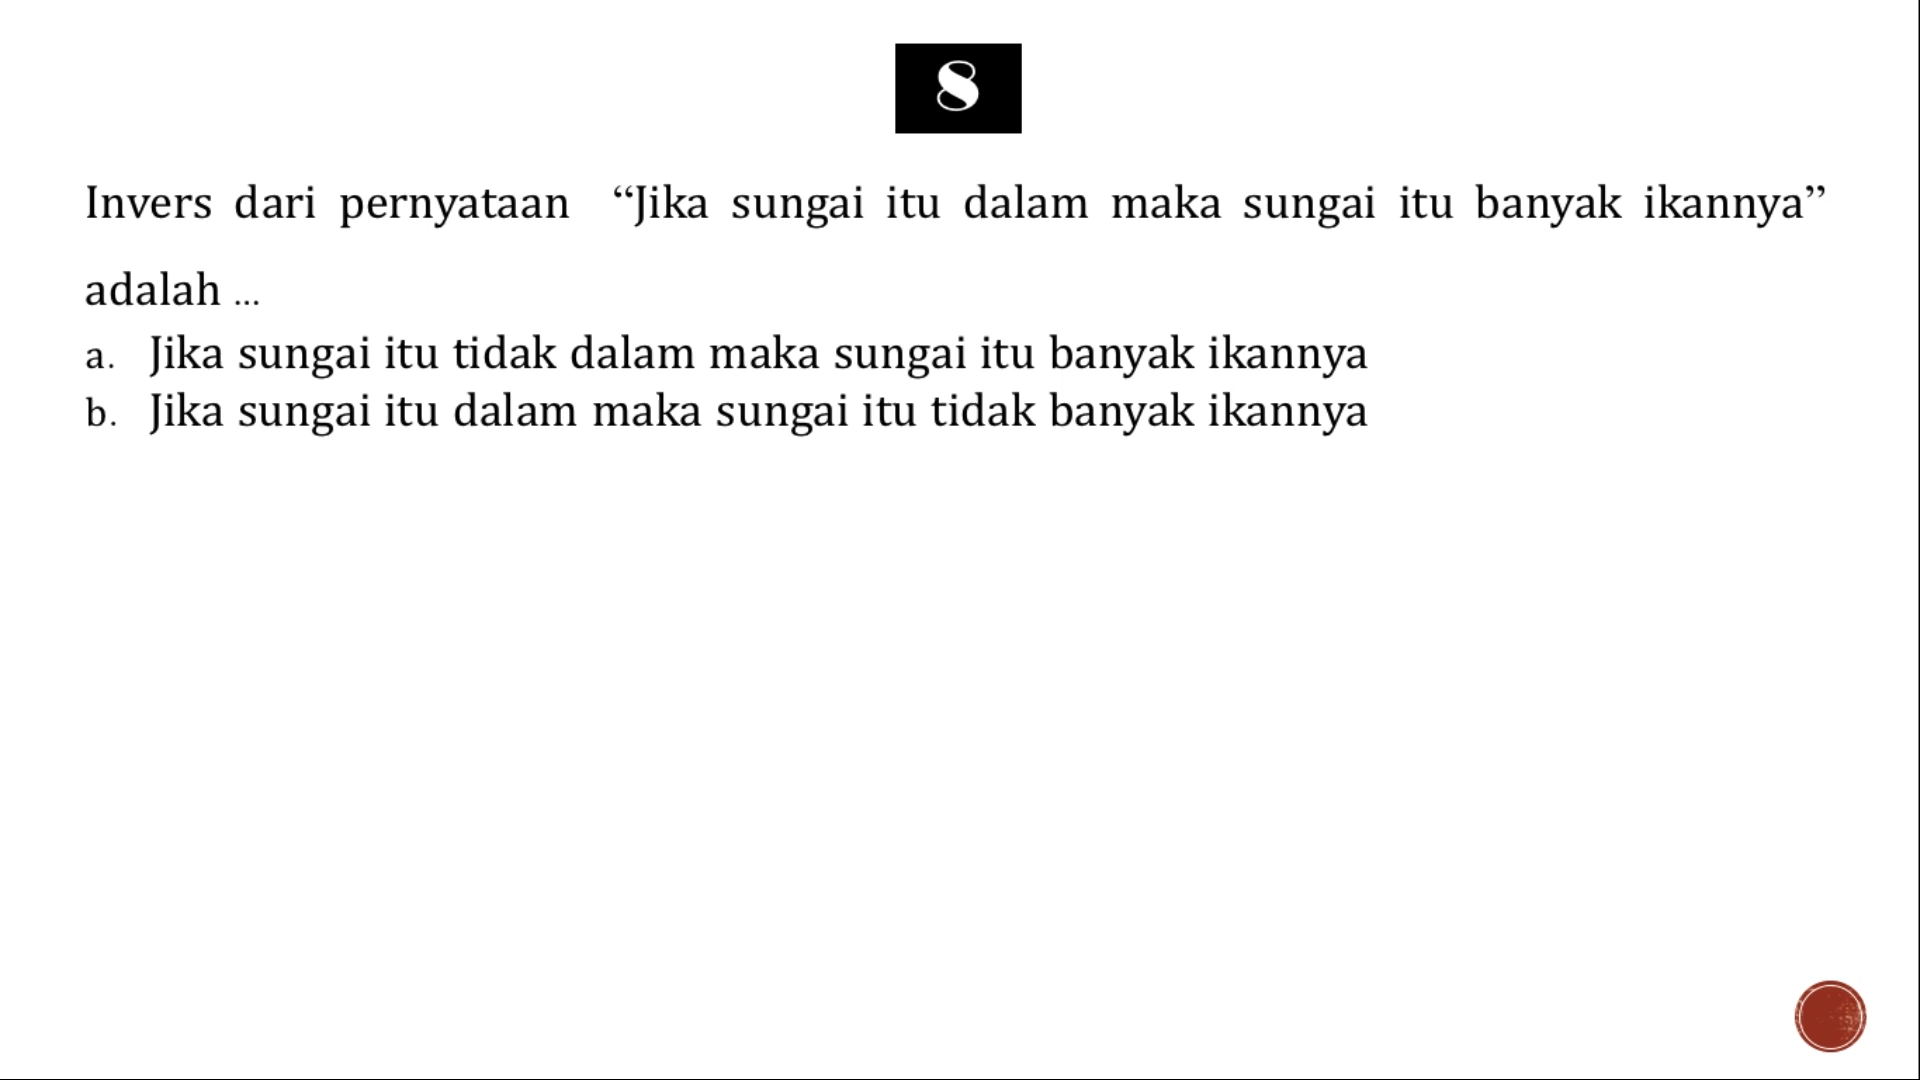 8
Invers dari pernyataan “Jika sungai itu dalam maka sungai itu banyak ikannya”
adalah ...
a. Jika sungai itu tidak dalam maka sungai itu banyak ikannya
b. Jika sungai itu dalam maka sungai itu tidak banyak ikannya